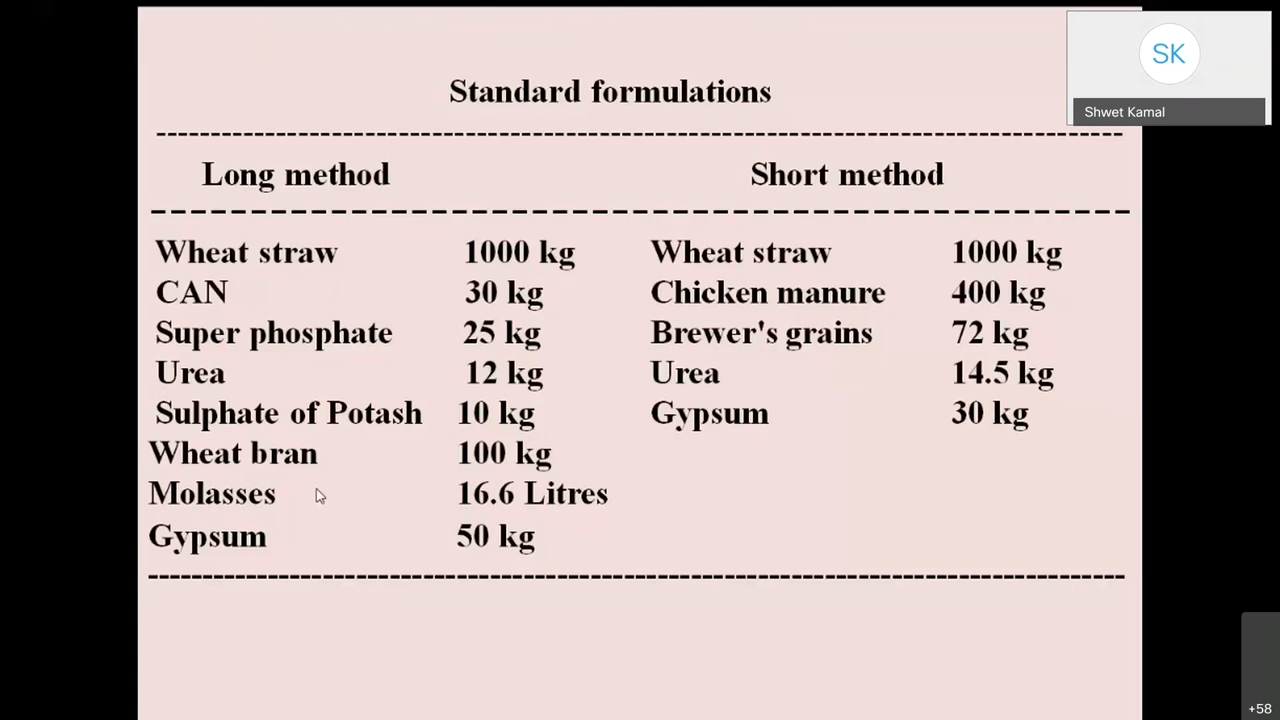 SK
Shwet Kamal
Standard formulations
Long method Short method
Wheat straw 1000 kg Wheat straw 1000 kg
CAN 30 kg Chicken manure 400 kg
Super phosphate 25 kg Brewer's grains 72 kg
Urea 12 kg Urea 14.5 kg
Sulphate of Potash 10 kg Gypsum 30 kg
Wheat bran 100 kg
Molasses 16.6 Litres
Gypsum 50 kg
+58